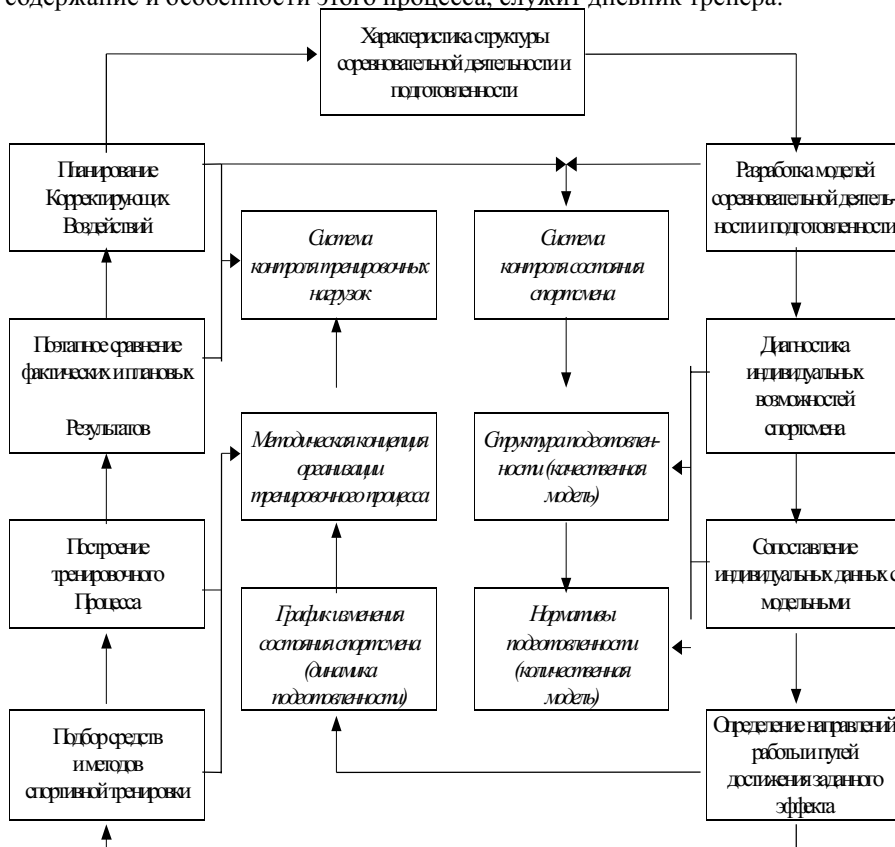 содержание и особенности этого процесса, служит дневник тренера.
Характеристика структуры
соревновательной деятельности и
подготовленности
Планирование
Корректирующих
Воздействий
Система
контроля тренировочных
нагрузок
Система
контроля состояния
спортсмена
Разработка моделей
соревновательной деятель-
ности и подготовленности
Поэтапное сравнение
фактических и плановых
Результатов
Методическая концепция
организации
тренировочного процесса
Структура подготовлен-
ности (качественная
модель)
Диагностика
индивидуальных
возможностей
спортсмена
Построение
тренировочного
Процесса
График изменения
состояния спортсмена
(динамика
подготовленности)
Нормативы
подготовленности
(количественная
модель)
Сопоставление
индивидуальных данных с
модельными
Подбор средств
и методов
спортивной тренировки
Определение направлений
работы и путей
достижения заданного
эффекта